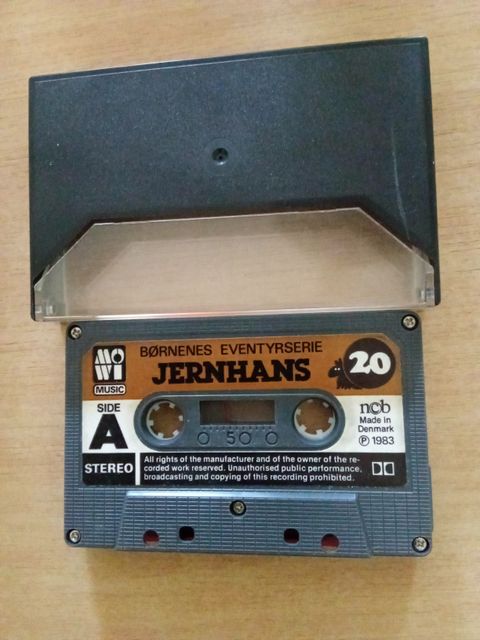 BØRNENES EVENTYRSERIE
JERNHANS
20
MOWI
MUSIC
SIDE
A
STEREO
50
ncb
Made in
Denmark
Ⓟ 1983
All rights of the manufacturer and of the owner of the re-
corded work reserved. Unauthorised public performance,
broadcasting and copying of this recording prohibited.